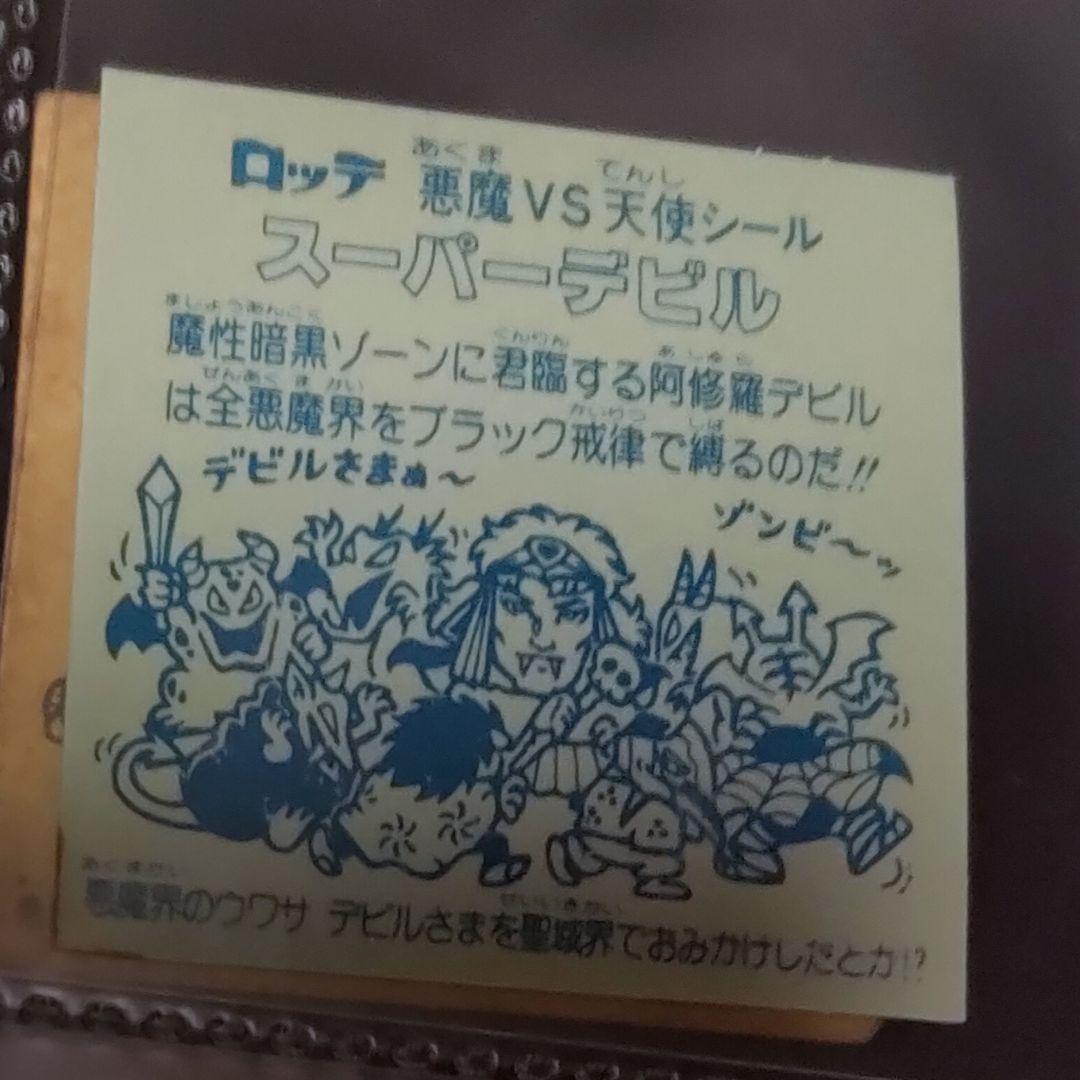 ロッテ 悪魔VS天使シール
スーパーデビル
魔性暗黒ゾーンに君臨する阿修羅デビル
は全悪魔界をブラック戒律で縛るのだ!!
デビルさまぁ〜
ゾンビ〜ッ
悪魔界のウワサ デビルさまを聖域界でおみかけしたとか!?